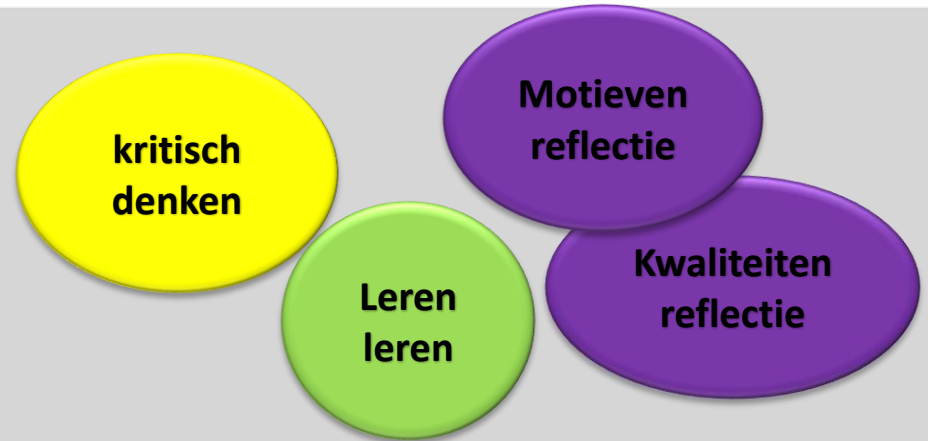 kritisch
denken
Leren
leren
Motieven
reflectie
Kwaliteiten
reflectie